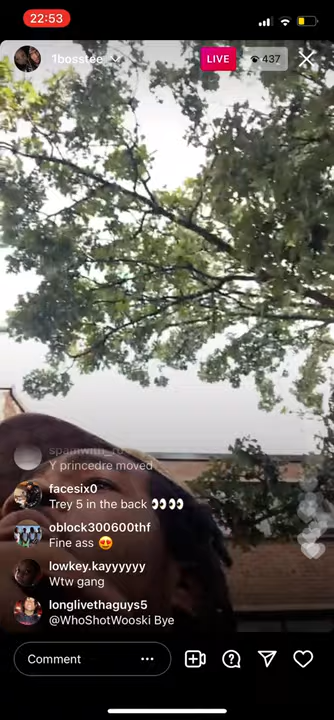 22:53
1bosstee
LIVE
437
Y princedre moved
facesix0
Trey 5 in the back 👀👀
oblock300600thf
Fine ass 😍
lowkey.kayyyyyy
Wtw gang
longlivethaguys5
@WhoShotWooski Bye
Comment